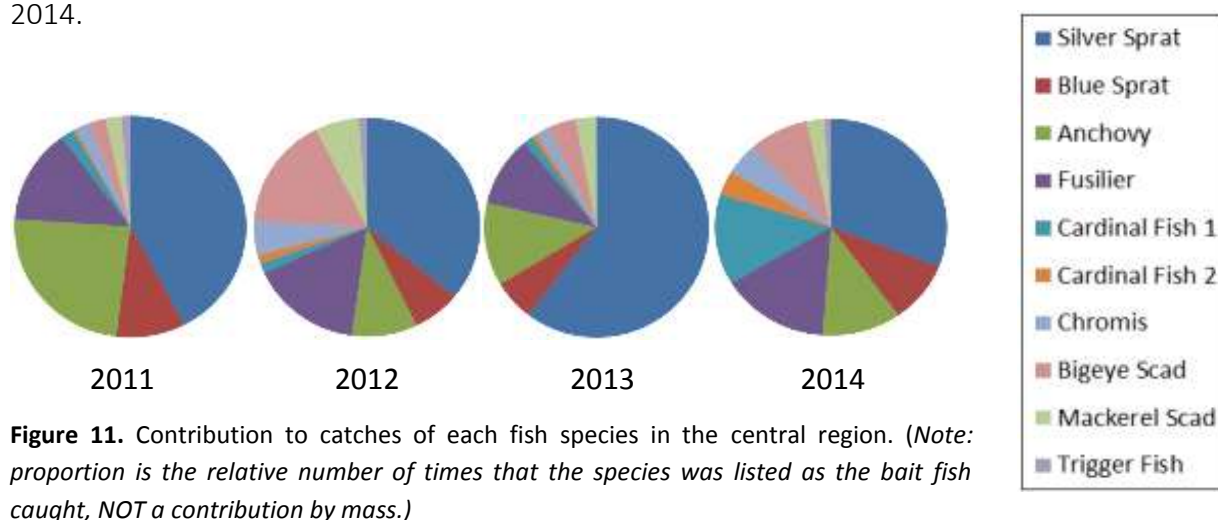 2014.
Silver Sprat
Blue Sprat
Anchovy
Fusilier
Cardinal Fish 1
Cardinal Fish 2
Chromis
Bigeye Scad
Mackerel Scad
Trigger Fish
2011 2012 2013 2014
Figure 11. Contribution to catches of each fish species in the central region. (Note:
proportion is the relative number of times that the species was listed as the bait fish
caught, NOT a contribution by mass.)